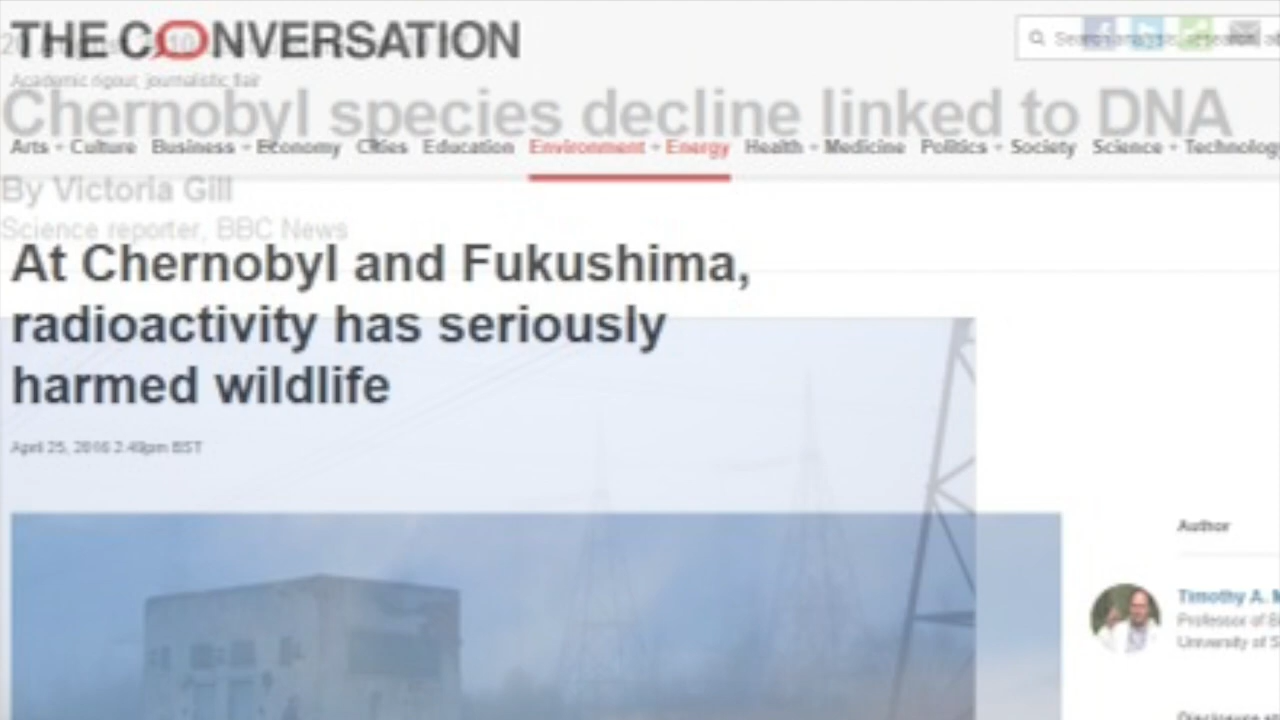 THE CONVERSATION
Academic rigour, journalistic flair
Chernobyl species decline linked to DNA
Arts + Culture Business + Economy Cities Education Environment + Energy Health + Medicine Politics + Society Science + Technolog
By Victoria Gill
Science reporter, BBC News
At Chernobyl and Fukushima,
radioactivity has seriously
harmed wildlife
April 25, 2016 2.49pm BST
Author
Timothy A.
Professor of
University of